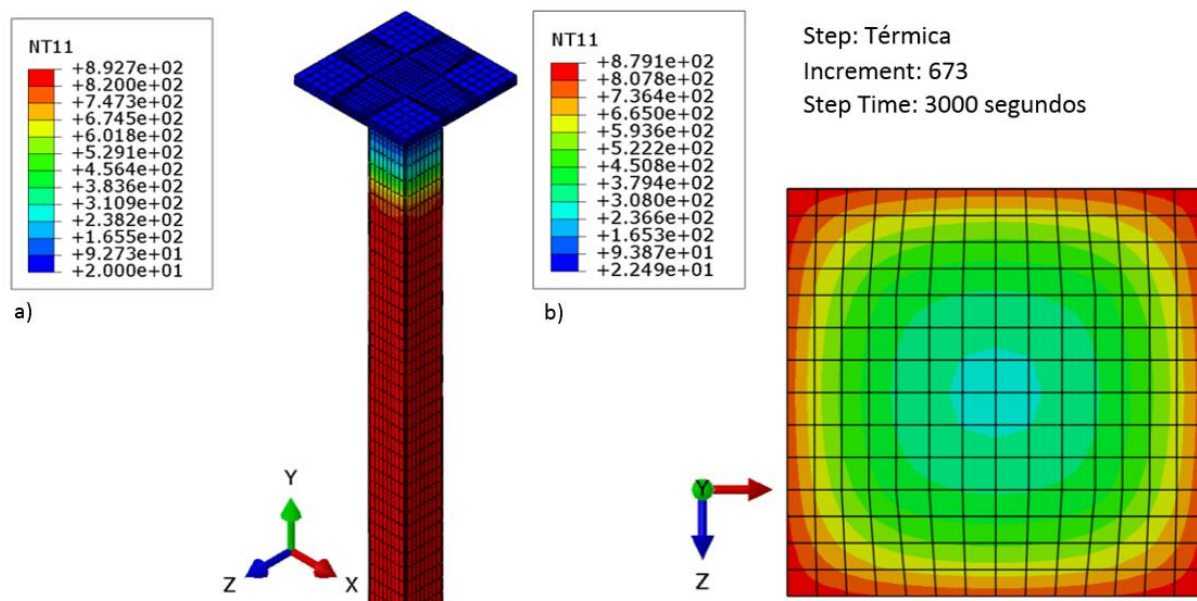 NT11
+8.927e+02
+8.200e+02
+7.473e+02
+6.745e+02
+6.018e+02
+5.291e+02
+4.564e+02
+3.836e+02
+3.109e+02
+2.382e+02
+1.655e+02
+9.273e+01
+2.000e+01
a)
NT11
+8.791e+02
+8.078e+02
+7.364e+02
+6.650e+02
+5.936e+02
+5.222e+02
+4.508e+02
+3.794e+02
+3.080e+02
+2.366e+02
+1.653e+02
+9.387e+01
+2.249e+01
b)
Step: Térmica
Increment: 673
Step Time: 3000 segundos
Y
Z
X
Y
Z